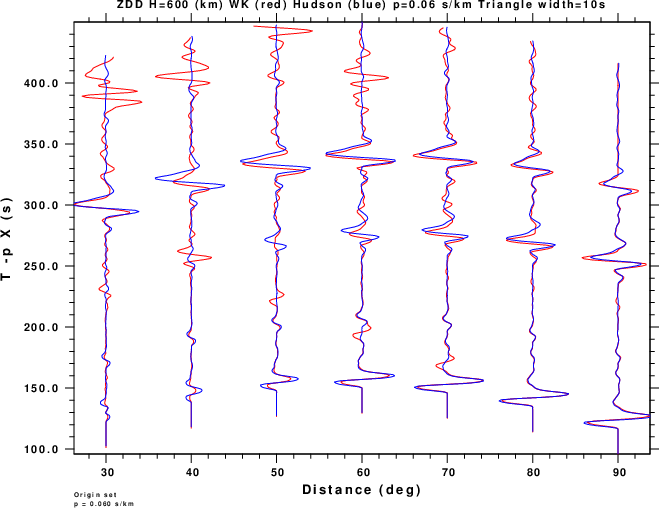 ZDD H=600 (km) WK (red) Hudson (blue) p=0.06 s/km Triangle width=10s
400.0
350.0
300.0
250.0
200.0
150.0
100.0
T -p X (s)
30 40 50 60 70 80 90
Distance (deg)
Origin set
p = 0.060 s/km